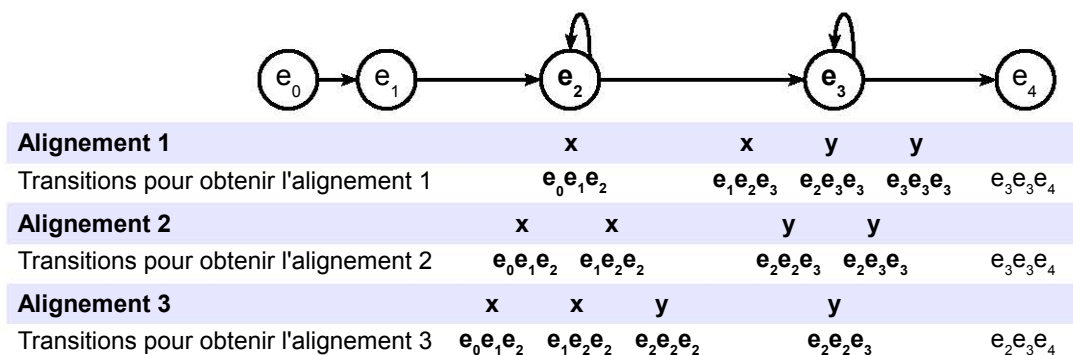 e₀ e₁ e₂ e₃ e₄
Alignement 1 x x y y
Transitions pour obtenir l'alignement 1 e₀e₁e₂ e₁e₂e₃ e₂e₃e₃ e₃e₃e₃ e₃e₃e₄
Alignement 2 x x y y
Transitions pour obtenir l'alignement 2 e₀e₁e₂ e₁e₂e₂ e₂e₂e₃ e₂e₃e₃ e₃e₃e₄
Alignement 3 x x y y
Transitions pour obtenir l'alignement 3 e₀e₁e₂ e₁e₂e₂ e₂e₂e₂ e₂e₂e₃ e₂e₃e₄